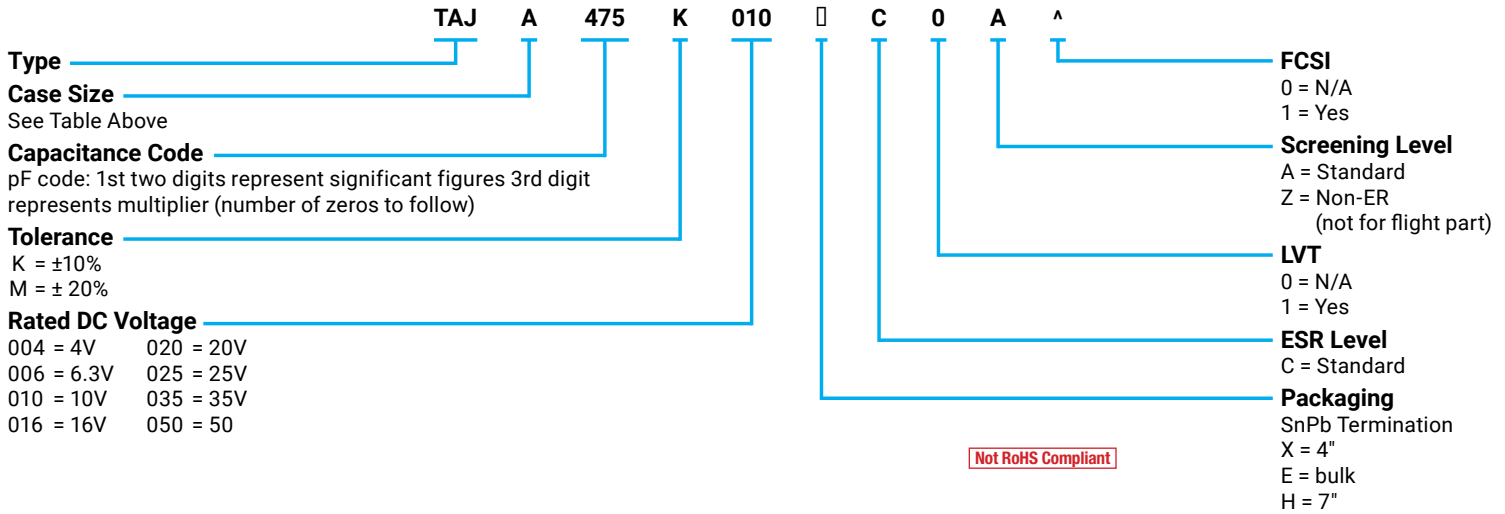 TAJ A 475 K 010 ▯ C 0 A ^
Type
Case Size
See Table Above
Capacitance Code
pF code: 1st two digits represent significant figures 3rd digit
represents multiplier (number of zeros to follow)
Tolerance
K = ±10%
M = ± 20%
Rated DC Voltage
004 = 4V 020 = 20V
006 = 6.3V 025 = 25V
010 = 10V 035 = 35V
016 = 16V 050 = 50
FCSI
0 = N/A
1 = Yes
Screening Level
A = Standard
Z = Non-ER
(not for flight part)
LVT
0 = N/A
1 = Yes
ESR Level
C = Standard
Packaging
SnPb Termination
X = 4"
E = bulk
H = 7"
Not RoHS Compliant